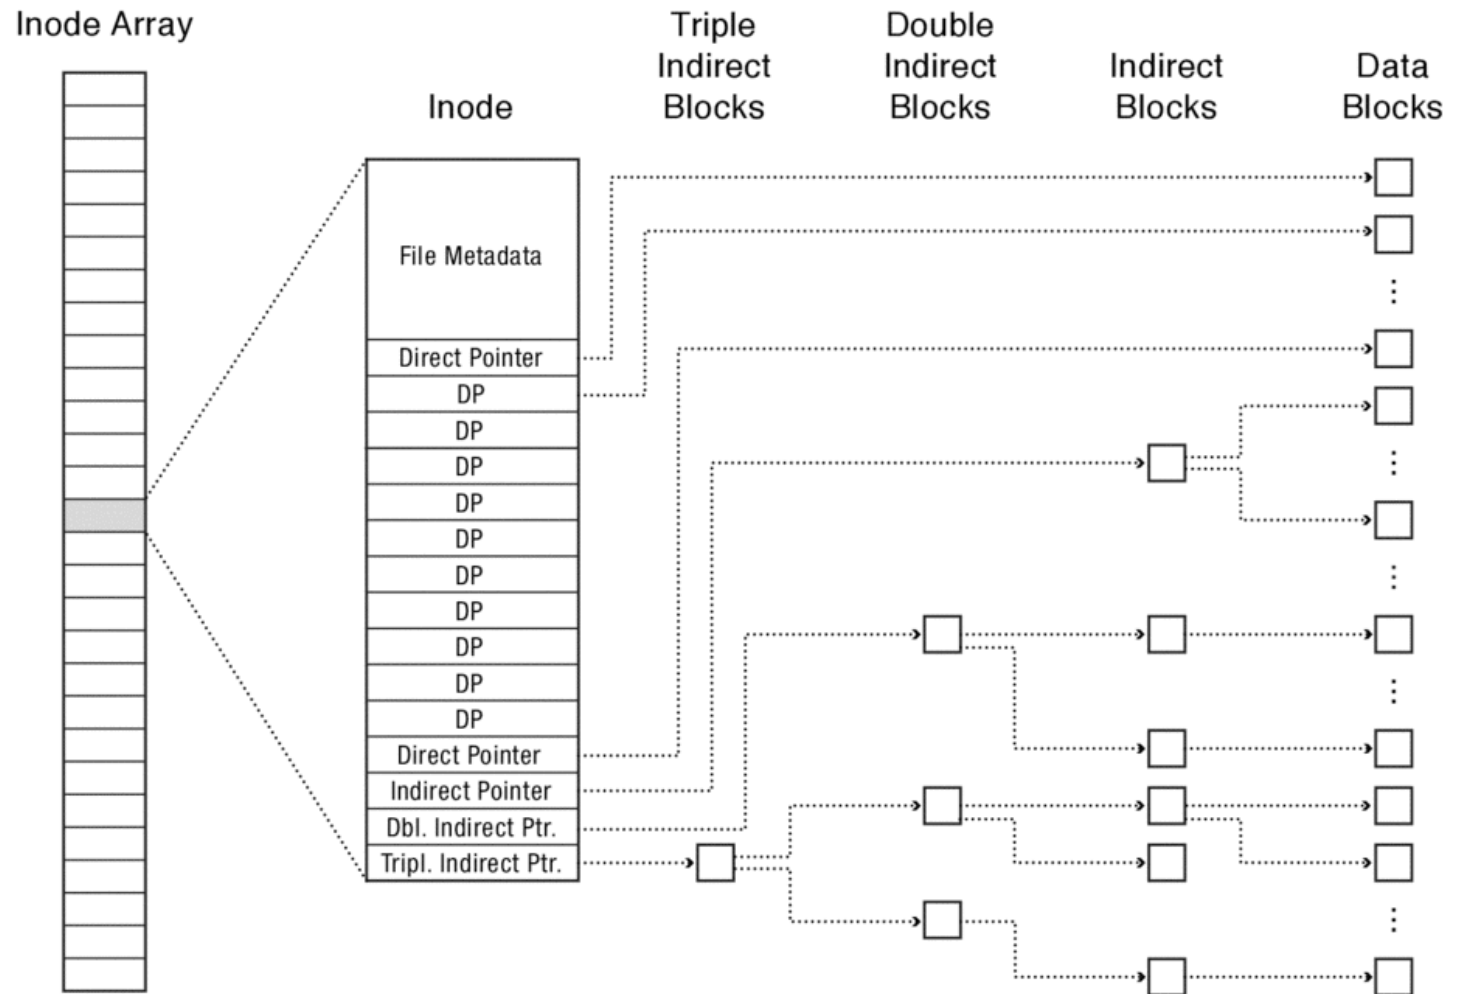 Inode Array
Inode
Triple
Indirect
Blocks
Double
Indirect
Blocks
Indirect
Blocks
Data
Blocks
File Metadata
Direct Pointer
DP
DP
DP
DP
DP
DP
DP
DP
DP
DP
Direct Pointer
Indirect Pointer
Dbl. Indirect Ptr.
Tripl. Indirect Ptr.